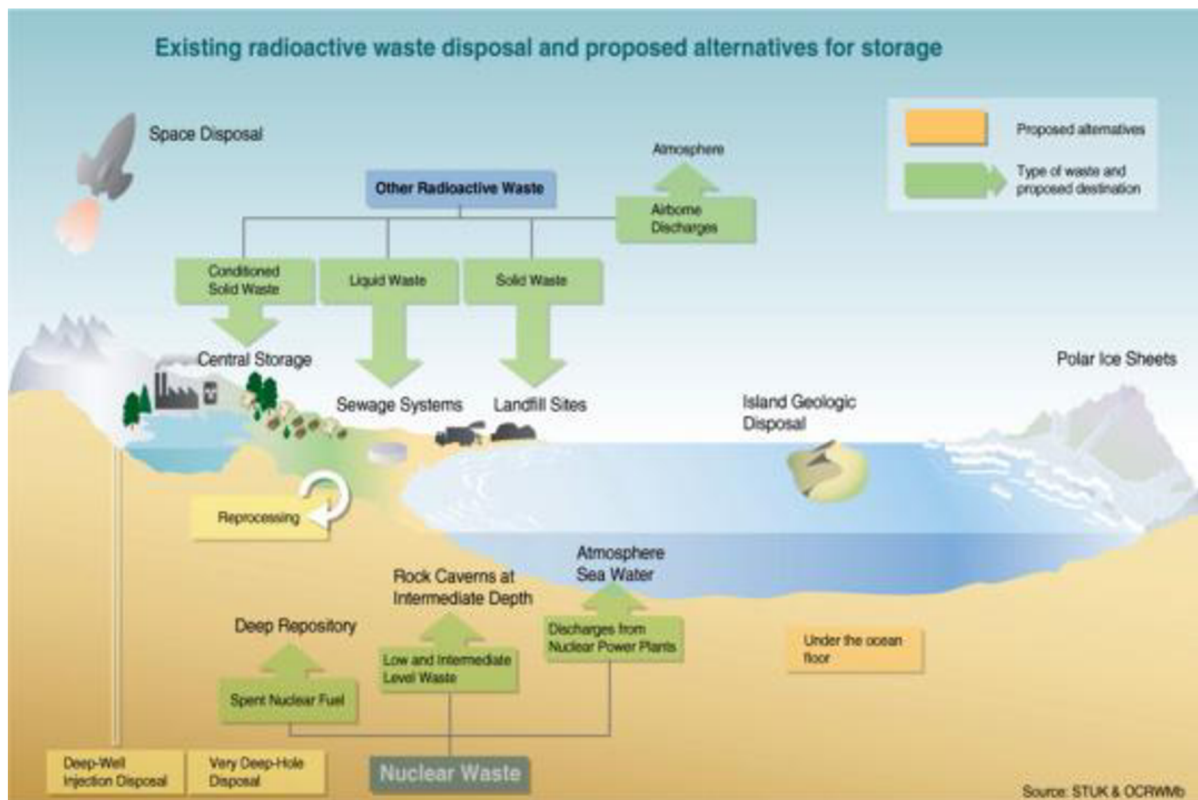 Existing radioactive waste disposal and proposed alternatives for storage
Space Disposal
Proposed alternatives
Type of waste and
proposed destination
Atmosphere
Other Radioactive Waste
Airborne
Discharges
Conditioned
Solid Waste
Liquid Waste
Solid Waste
Central Storage
Sewage Systems
Landfill Sites
Island Geologic
Disposal
Polar Ice Sheets
Reprocessing
Atmosphere
Sea Water
Rock Caverns at
Intermediate Depth
Deep Repository
Discharges from
Nuclear Power Plants
Low and Intermediate
Level Waste
Spent Nuclear Fuel
Under the ocean
floor
Deep-Well
Injection Disposal
Very Deep-Hole
Disposal
Nuclear Waste
Source: STUK & OCRWMb